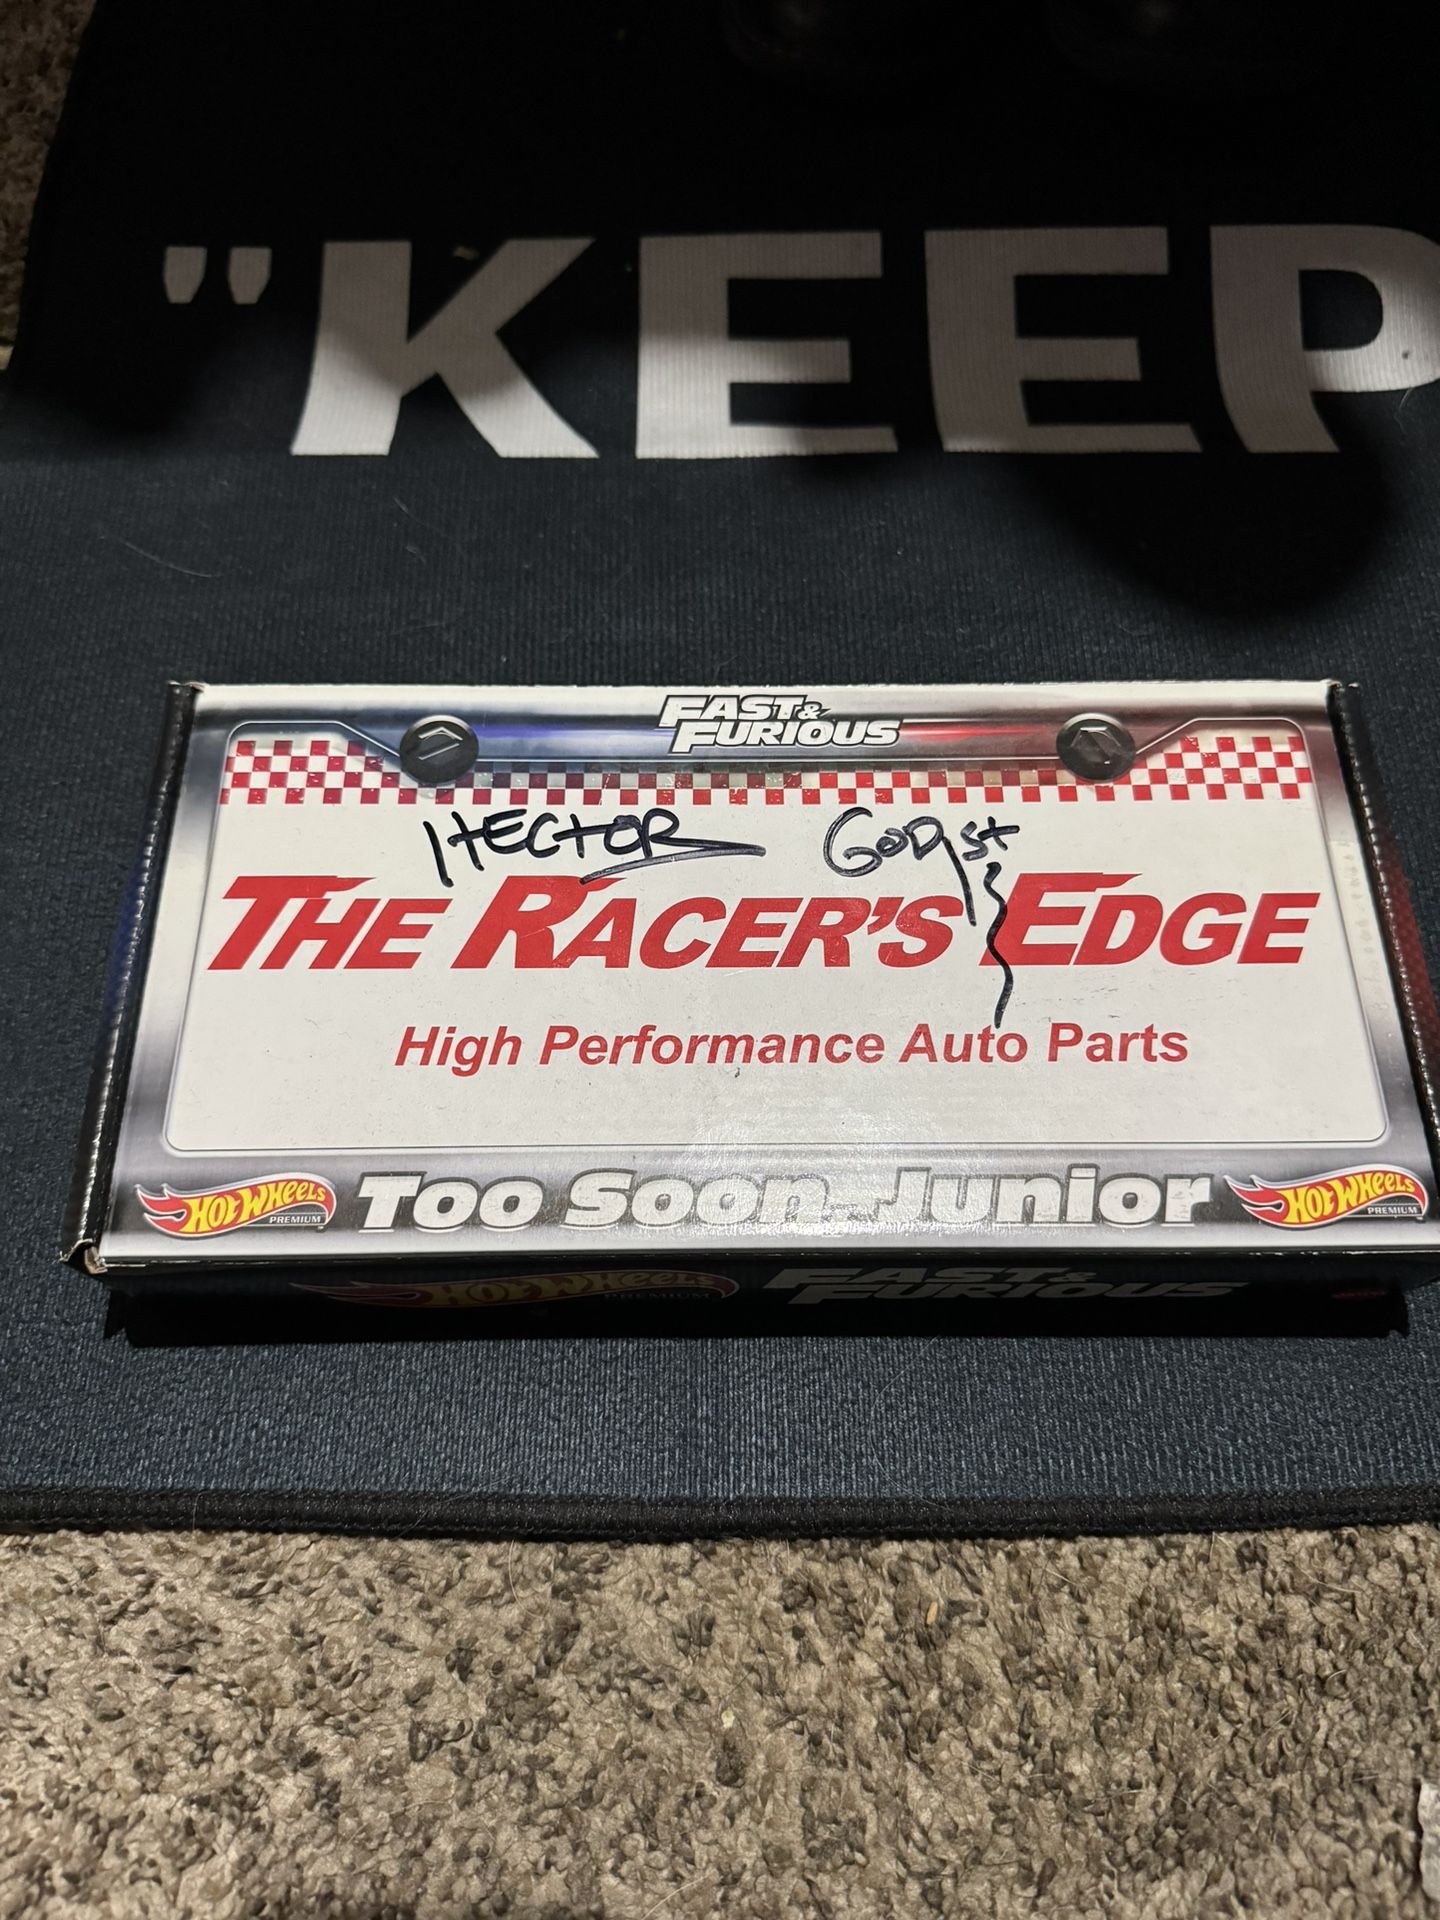 "KEEP
FAST & FURIOUS
HECTOR
THE RACER'S EDGE
High Performance Auto Parts
HOT WHEELS PREMIUM Too Soon, Junior HOT WHEELS PREMIUM
HOT WHEELS PREMIUM FAST & FURIOUS